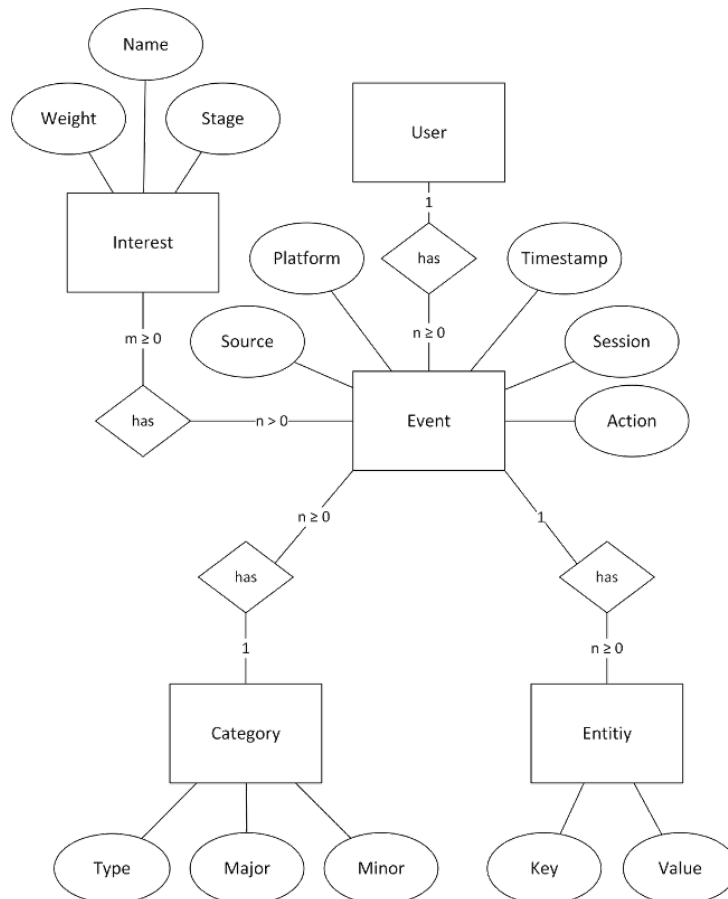 Name
Weight
Stage
User
Interest
1
Platform
has
Timestamp
m ≥ 0
n ≥ 0
Source
Session
has
n > 0
Event
Action
n ≥ 0
1
has
has
1
n ≥ 0
Category
Entitiy
Type
Major
Minor
Key
Value